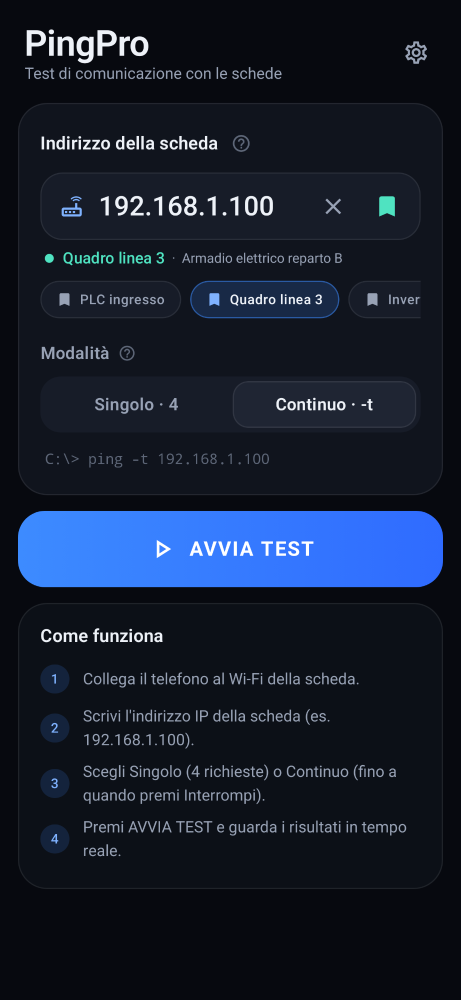 PingPro
Test di comunicazione con le schede
Indirizzo della scheda
192.168.1.100
Quadro linea 3 · Armadio elettrico reparto B
PLC ingresso
Quadro linea 3
Inver
Modalità
Singolo · 4
Continuo · -t
C:\> ping -t 192.168.1.100
AVVIA TEST
Come funziona
1 Collega il telefono al Wi-Fi della scheda.
2 Scrivi l'indirizzo IP della scheda (es.
192.168.1.100).
3 Scegli Singolo (4 richieste) o Continuo (fino a
quando premi Interrompi).
4 Premi AVVIA TEST e guarda i risultati in tempo
reale.